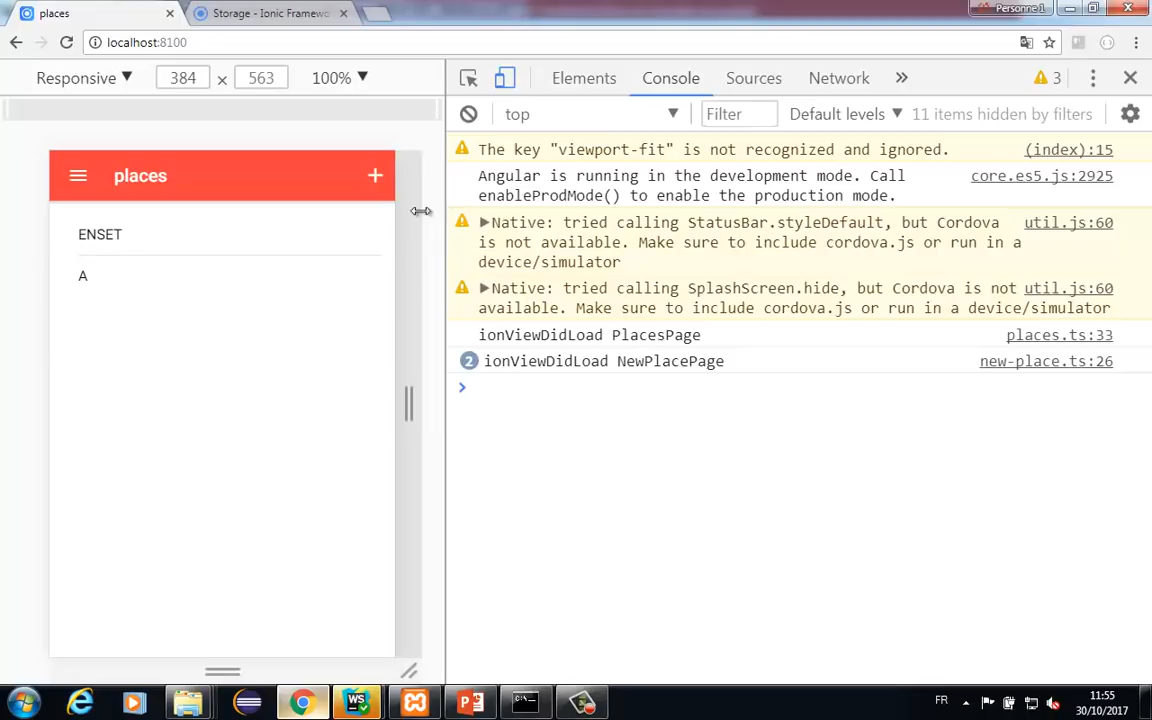 places
Storage - Ionic Framewo
Personne 1
localhost:8100
Responsive 384 x 563 100%
Elements Console Sources Network » 3
top Filter Default levels 11 items hidden by filters
places +
ENSET
A
The key "viewport-fit" is not recognized and ignored. (index):15
Angular is running in the development mode. Call core.es5.js:2925
enableProdMode() to enable the production mode.
▶Native: tried calling StatusBar.styleDefault, but Cordova util.js:60
is not available. Make sure to include cordova.js or run in a
device/simulator
▶Native: tried calling SplashScreen.hide, but Cordova is not util.js:60
available. Make sure to include cordova.js or run in a device/simulator
ionViewDidLoad PlacesPage places.ts:33
2 ionViewDidLoad NewPlacePage new-place.ts:26
FR
11:55
30/10/2017